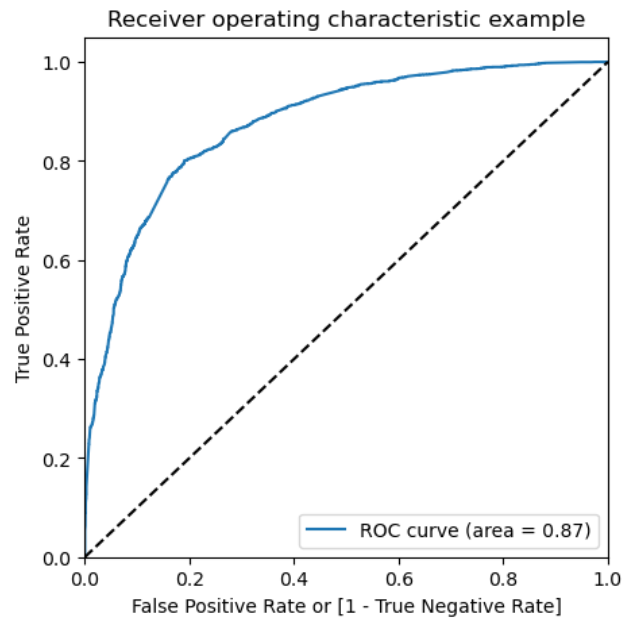 Receiver operating characteristic example
1.0
0.8
0.6
0.4
0.2
0.0
True Positive Rate
ROC curve (area = 0.87)
0.0 0.2 0.4 0.6 0.8 1.0
False Positive Rate or [1 - True Negative Rate]